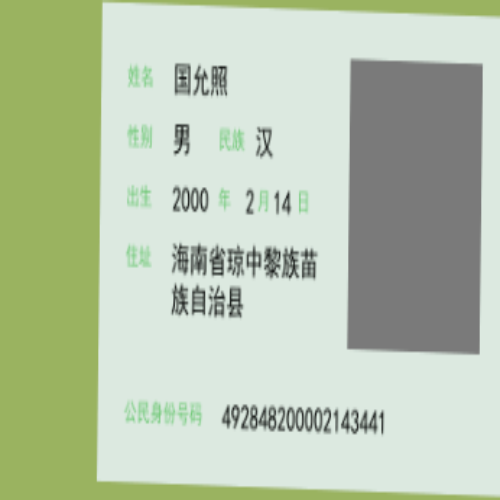 姓名 国允照
性别 男 民族 汉
出生 2000 年 2 月 14 日
住址 海南省琼中黎族苗
族自治县
公民身份号码 492848200002143441